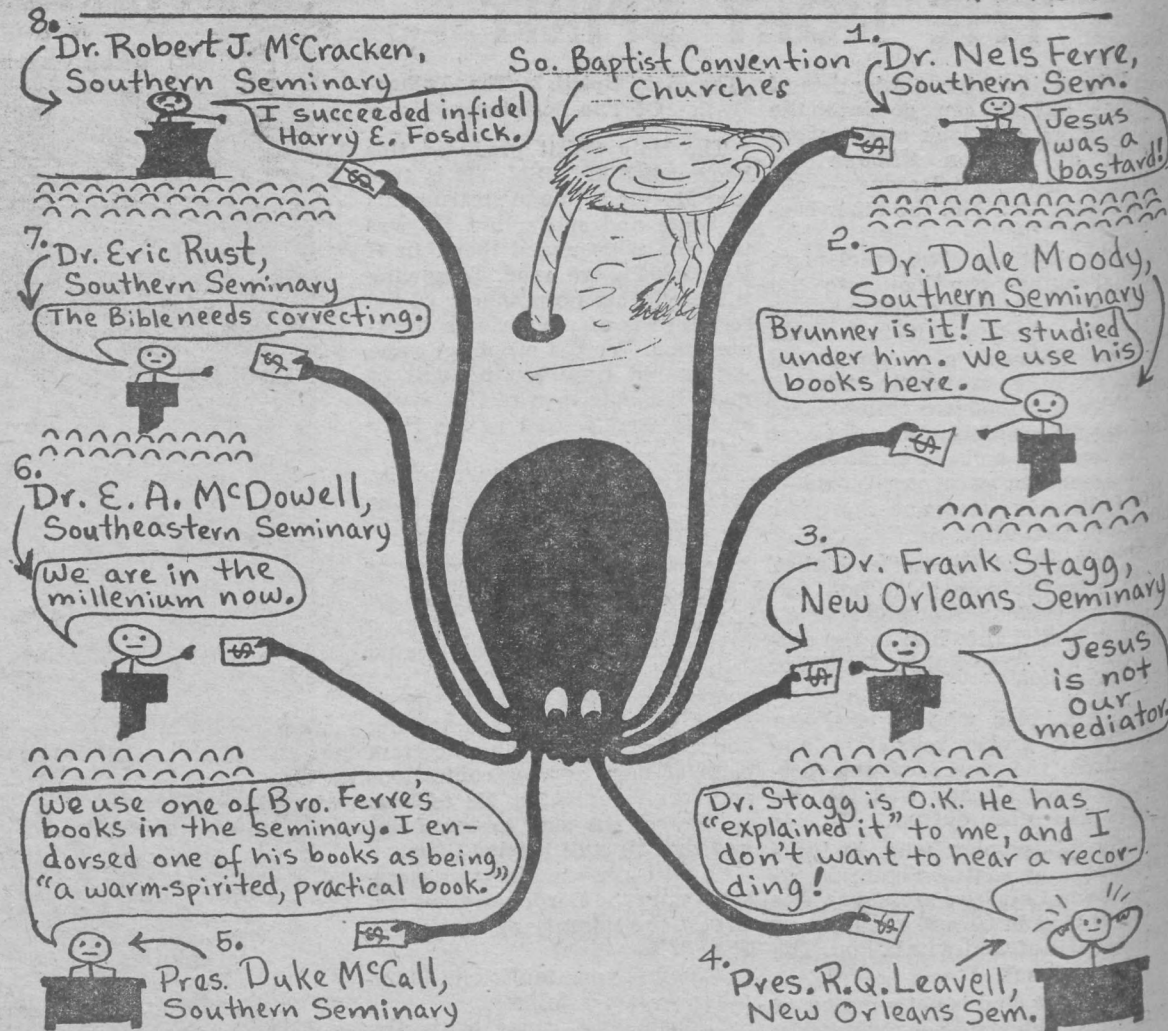 8.
Dr. Robert J. McCracken,
Southern Seminary
I succeeded infidel
Harry E. Fosdick.
$
So. Baptist Convention
Churches
1.
Dr. Nels Ferre,
Southern Sem.
Jesus
was a
bastard!
$
7.
Dr. Eric Rust,
Southern Seminary
The Bible needs correcting.
$
2.
Dr. Dale Moody,
Southern Seminary
Brunner is it! I studied
under him. We use his
books here.
$
6.
Dr. E. A. McDowell,
Southeastern Seminary
We are in the
millenium now.
$
3.
Dr. Frank Stagg,
New Orleans Seminary
Jesus
is not
our
mediator.
$
We use one of Bro. Ferre's
books in the seminary. I en-
dorsed one of his books as being,
"a warm-spirited, practical book."
$
5.
Pres. Duke McCall,
Southern Seminary
Dr. Stagg is O.K. He has
"explained it" to me, and I
don't want to hear a recor-
ding!
$
4.
Pres. R.Q. Leavell,
New Orleans Sem.